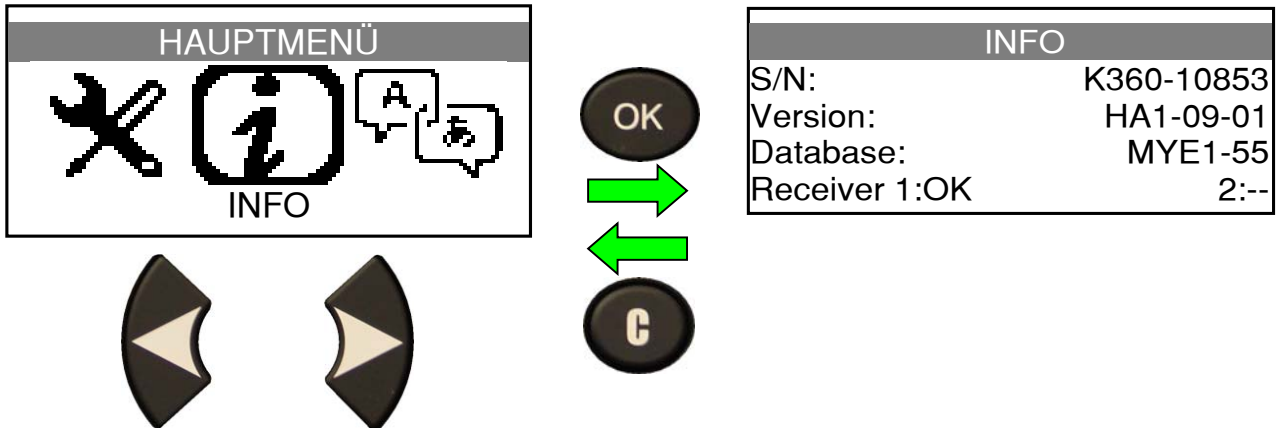 HAUPTMENÜ
A あ
INFO
OK
C
INFO
S/N: K360-10853
Version: HA1-09-01
Database: MYE1-55
Receiver 1:OK 2:--